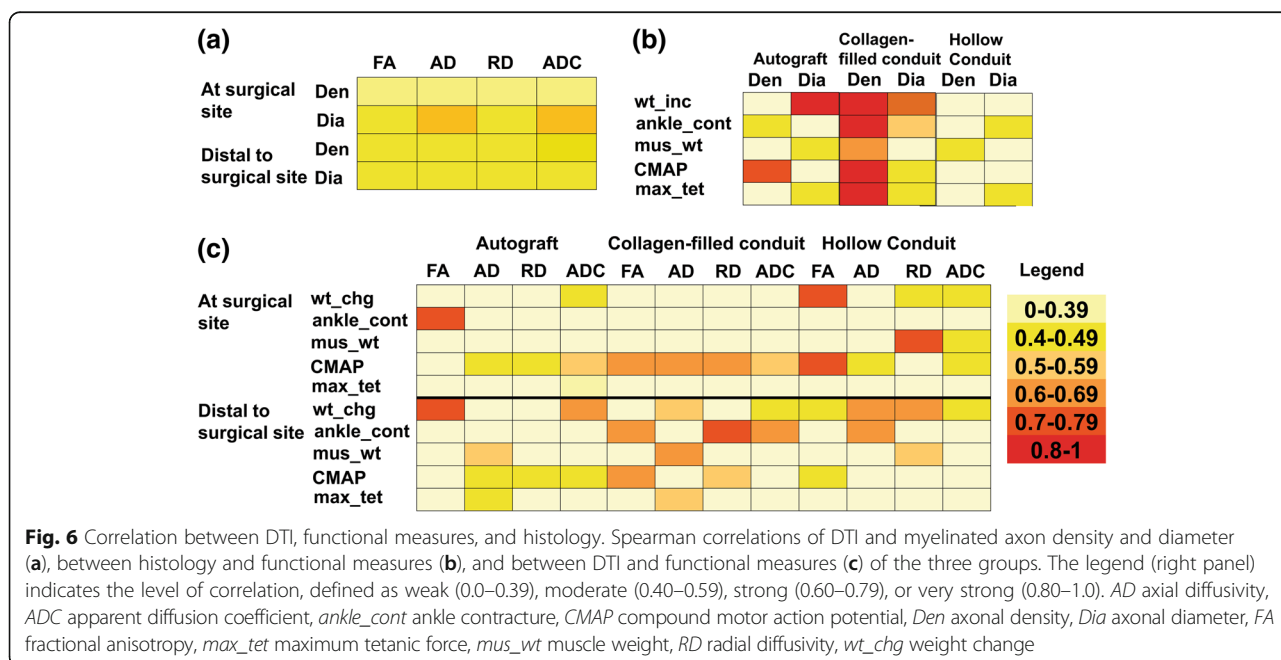 (a)
FA AD RD ADC
At surgical site
Den
Dia
Distal to surgical site
Den
Dia
(b)
Autograft
Collagen-filled conduit
Hollow Conduit
Den Dia Den Dia Den Dia
wt_inc
ankle_cont
mus_wt
CMAP
max_tet
(c)
Autograft Collagen-filled conduit Hollow Conduit
FA AD RD ADC FA AD RD ADC FA AD RD ADC
At surgical site
wt_chg
ankle_cont
mus_wt
CMAP
max_tet
Distal to surgical site
wt_chg
ankle_cont
mus_wt
CMAP
max_tet
Legend
0-0.39
0.4-0.49
0.5-0.59
0.6-0.69
0.7-0.79
0.8-1
Fig. 6 Correlation between DTI, functional measures, and histology. Spearman correlations of DTI and myelinated axon density and diameter
(a), between histology and functional measures (b), and between DTI and functional measures (c) of the three groups. The legend (right panel)
indicates the level of correlation, defined as weak (0.0–0.39), moderate (0.40–0.59), strong (0.60–0.79), or very strong (0.80–1.0). AD axial diffusivity,
ADC apparent diffusion coefficient, ankle_cont ankle contracture, CMAP compound motor action potential, Den axonal density, Dia axonal diameter, FA
fractional anisotropy, max_tet maximum tetanic force, mus_wt muscle weight, RD radial diffusivity, wt_chg weight change